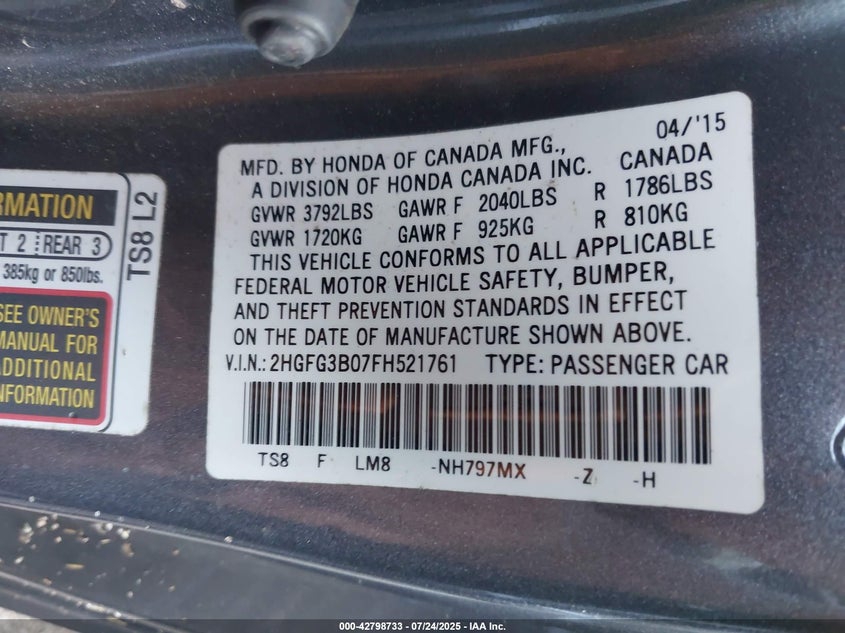 RMATION
T 2 REAR 3
385kg or 850lbs.
SEE OWNER'S
MANUAL FOR
ADDITIONAL
INFORMATION
TS8 L2
04/'15
MFD. BY HONDA OF CANADA MFG.,
A DIVISION OF HONDA CANADA INC. CANADA
GVWR 3792LBS GAWR F 2040LBS R 1786LBS
GVWR 1720KG GAWR F 925KG R 810KG
THIS VEHICLE CONFORMS TO ALL APPLICABLE
FEDERAL MOTOR VEHICLE SAFETY, BUMPER,
AND THEFT PREVENTION STANDARDS IN EFFECT
ON THE DATE OF MANUFACTURE SHOWN ABOVE.
V.I.N.: 2HGFG3B07FH521761 TYPE: PASSENGER CAR
TS8 F LM8 -NH797MX -Z -H
000-42798733 — 07/24/2025 — IAA Inc.